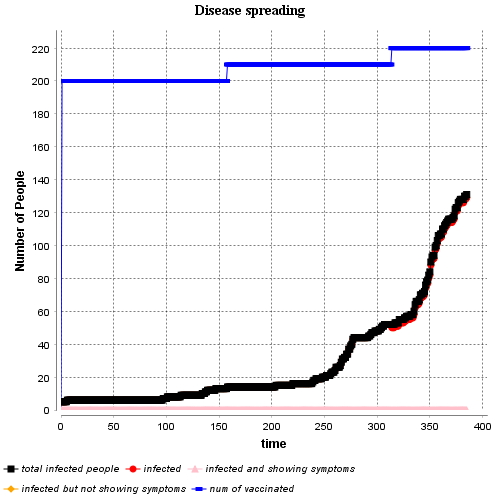 Disease spreading
220
200
180
160
140
120
100
80
60
40
20
0
Number of People
0 50 100 150 200 250 300 350 400
time
total infected people infected infected and showing symptoms
infected but not showing symptoms num of vaccinated